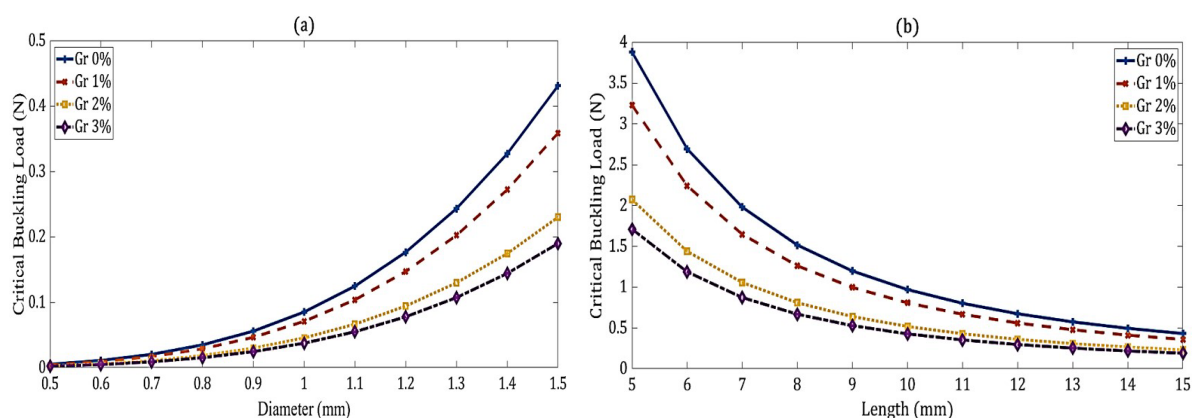 (a)
Critical Buckling Load (N)
0.5
0.4
0.3
0.2
0.1
0
Gr 0%
Gr 1%
Gr 2%
Gr 3%
0.5 0.6 0.7 0.8 0.9 1 1.1 1.2 1.3 1.4 1.5
Diameter (mm)
(b)
Critical Buckling Load (N)
4
3.5
3
2.5
2
1.5
1
0.5
0
Gr 0%
Gr 1%
Gr 2%
Gr 3%
5 6 7 8 9 10 11 12 13 14 15
Length (mm)